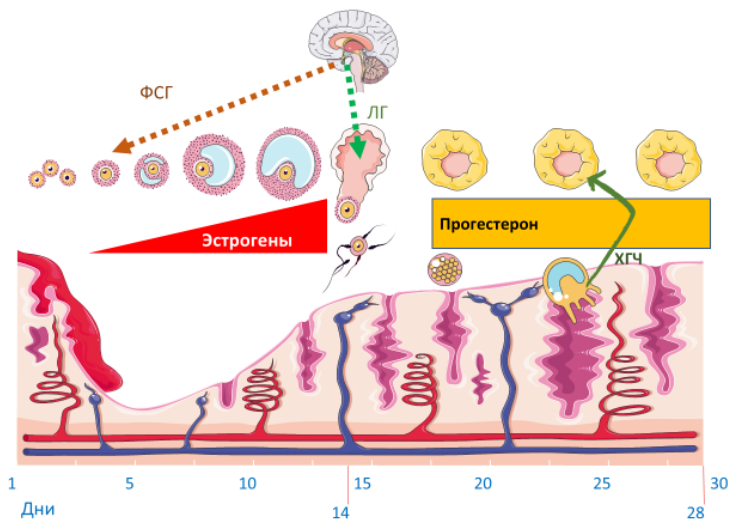 ФСГ
ЛГ
Эстрогены
Прогестерон
ХГЧ
1 5 10 15 20 25 30
14 28
Дни